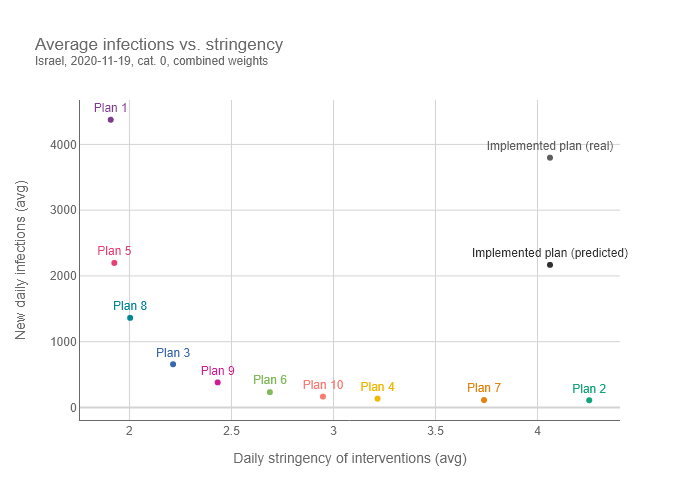 Average infections vs. stringency
Israel, 2020-11-19, cat. 0, combined weights
Plan 1
Implemented plan (real)
Plan 5
Implemented plan (predicted)
Plan 8
Plan 3
Plan 9
Plan 6
Plan 10
Plan 4
Plan 7
Plan 2
4000
3000
2000
1000
0
New daily infections (avg)
2
2.5
3
3.5
4
Daily stringency of interventions (avg)